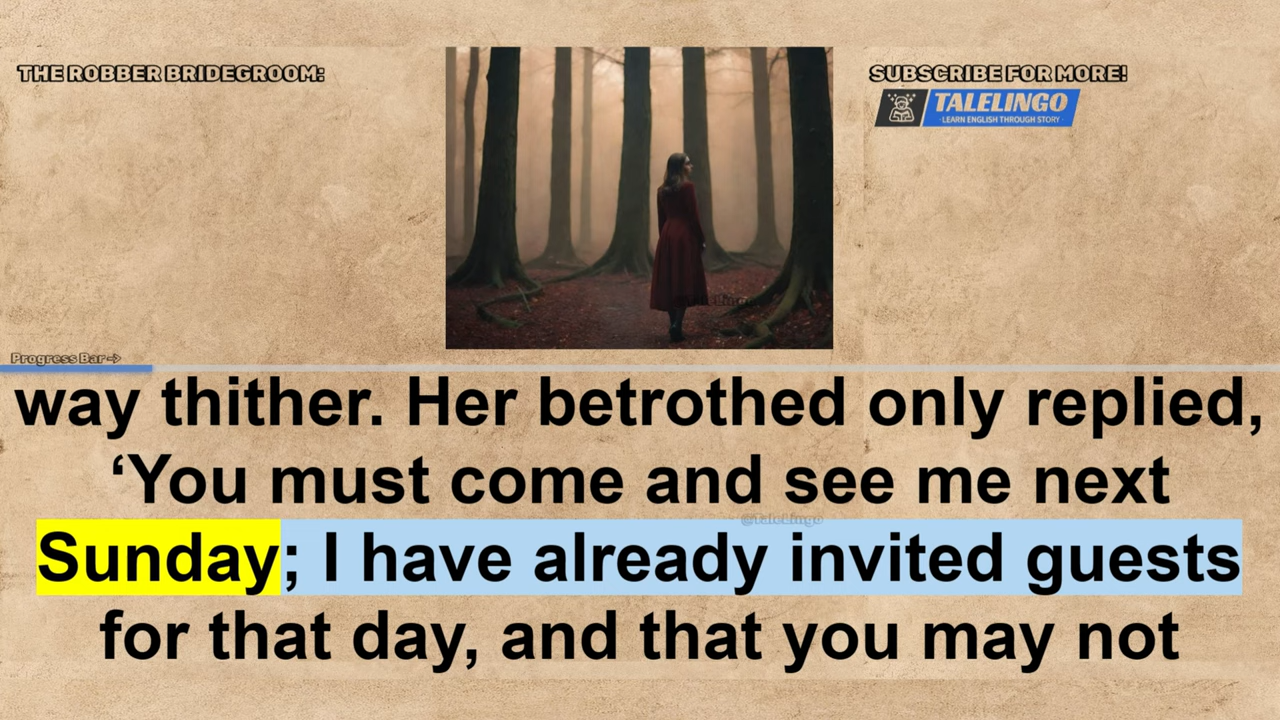 THE ROBBER BRIDEGROOM:
SUBSCRIBE FOR MORE!
TALELINGO
·LEARN ENGLISH THROUGH STORY·
Progress Bar->
way thither. Her betrothed only replied,
‘You must come and see me next
@TaleLingo
Sunday; I have already invited guests
for that day, and that you may not